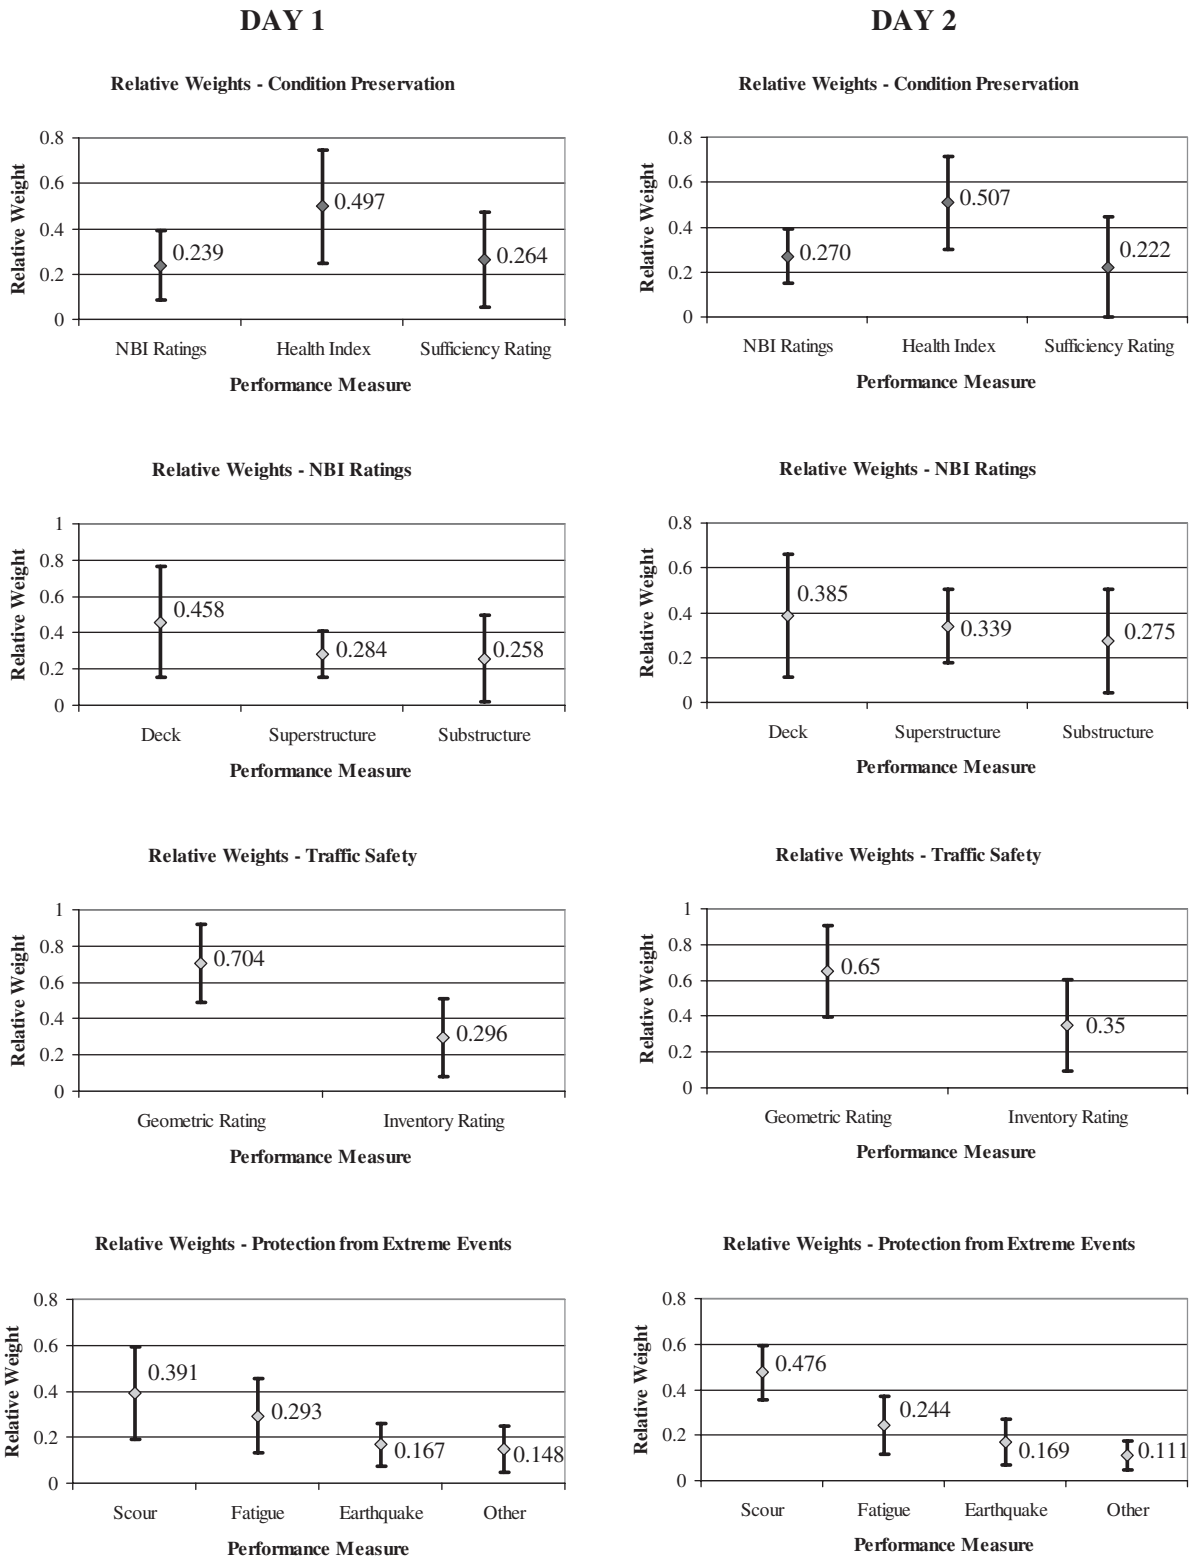 DAY 1
DAY 2
Relative Weights - Condition Preservation
Relative Weight
0.8
0.6
0.4
0.2
0
0.239
0.497
0.264
NBI Ratings Health Index Sufficiency Rating
Performance Measure
Relative Weights - Condition Preservation
Relative Weight
0.8
0.6
0.4
0.2
0
0.270
0.507
0.222
NBI Ratings Health Index Sufficiency Rating
Performance Measure
Relative Weights - NBI Ratings
Relative Weight
1
0.8
0.6
0.4
0.2
0
0.458
0.284
0.258
Deck Superstructure Substructure
Performance Measure
Relative Weights - NBI Ratings
Relative Weight
0.8
0.6
0.4
0.2
0
0.385
0.339
0.275
Deck Superstructure Substructure
Performance Measure
Relative Weights - Traffic Safety
Relative Weight
1
0.8
0.6
0.4
0.2
0
0.704
0.296
Geometric Rating Inventory Rating
Performance Measure
Relative Weights - Traffic Safety
Relative Weight
1
0.8
0.6
0.4
0.2
0
0.65
0.35
Geometric Rating Inventory Rating
Performance Measure
Relative Weights - Protection from Extreme Events
Relative Weight
0.8
0.6
0.4
0.2
0
0.391
0.293
0.167
0.148
Scour Fatigue Earthquake Other
Performance Measure
Relative Weights - Protection from Extreme Events
Relative Weight
0.8
0.6
0.4
0.2
0
0.476
0.244
0.169
0.111
Scour Fatigue Earthquake Other
Performance Measure